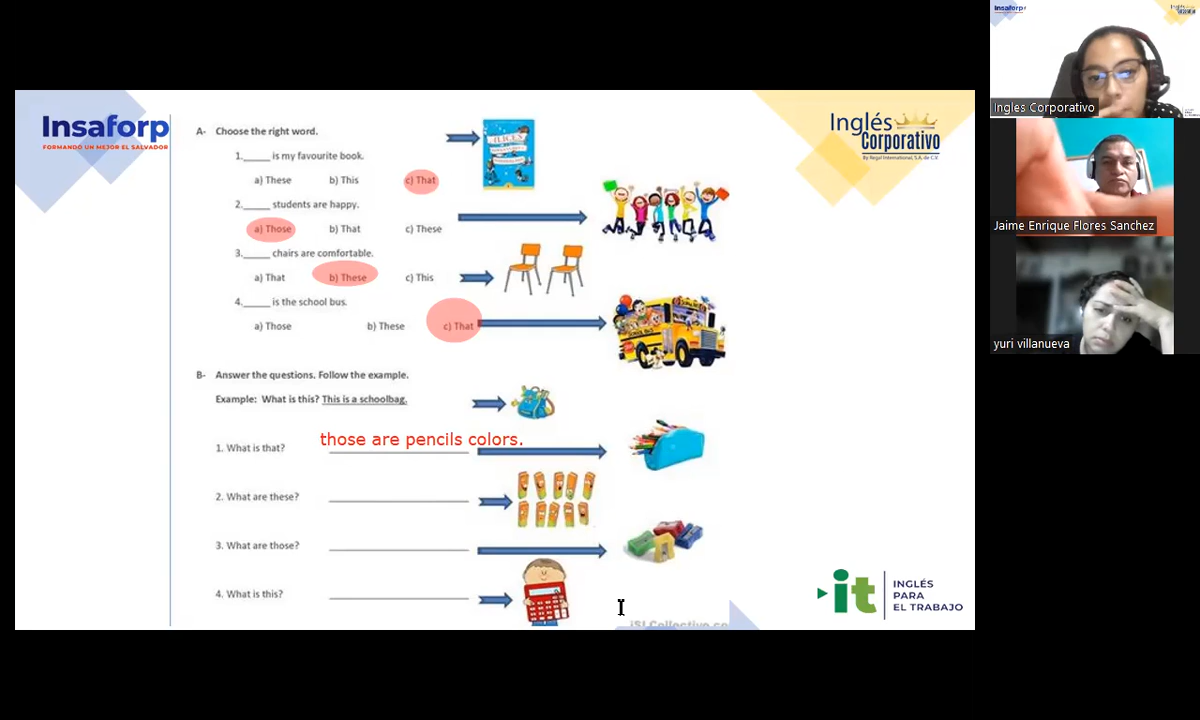 Insaforp
FORMANDO UN MEJOR EL SALVADOR
Inglés
Corporativo
By Regal International, S.A. de C.V.
A- Choose the right word.
1._____ is my favourite book.
a) These b) This c) That
2._____ students are happy.
a) Those b) That c) These
3._____ chairs are comfortable.
a) That b) These c) This
4._____ is the school bus.
a) Those b) These c) That
B- Answer the questions. Follow the example.
Example: What is this? This is a schoolbag.
those are pencils colors.
1. What is that?
2. What are these?
3. What are those?
4. What is this?
it
INGLÉS
PARA
EL TRABAJO
Insaforp
Ingles Corporativo
Jaime Enrique Flores Sanchez
yuri villanueva